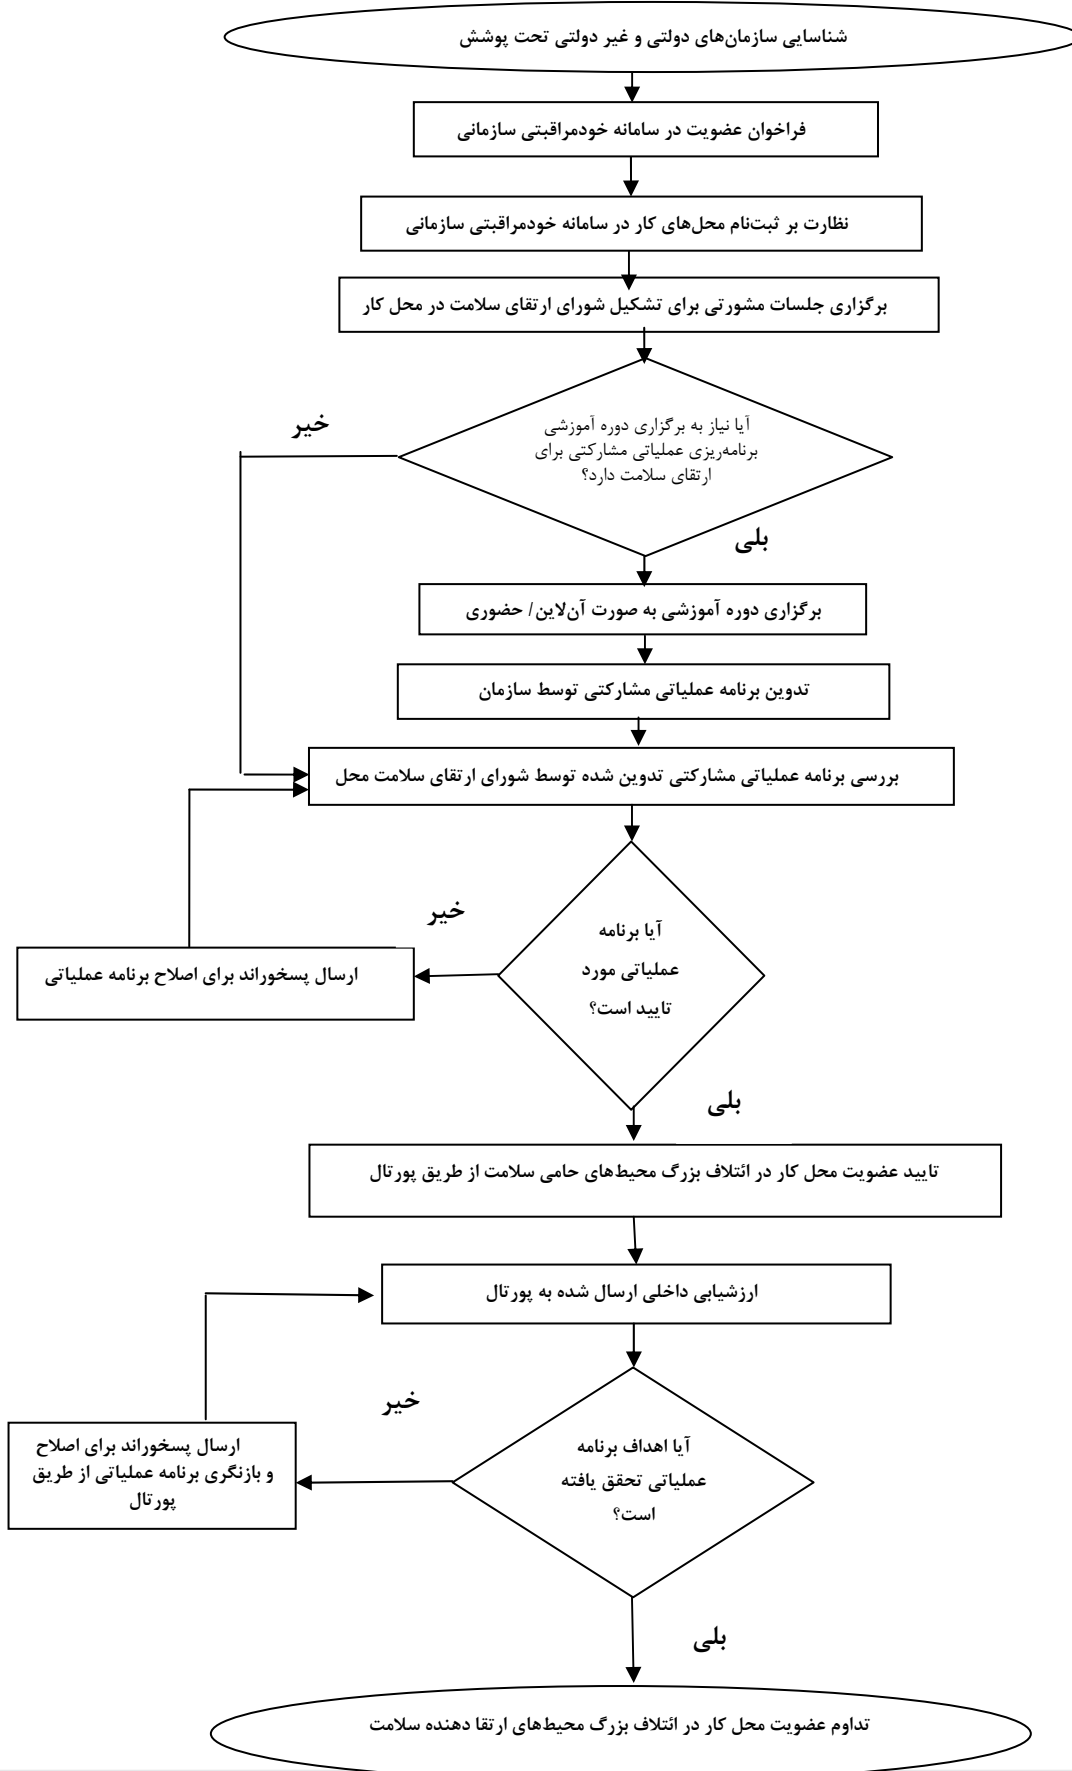 شناسایی سازمان‌های دولتی و غیر دولتی تحت پوشش
فراخوان عضویت در سامانه خودمراقبتی سازمانی
نظارت بر ثبت‌نام محل‌های کار در سامانه خودمراقبتی سازمانی
برگزاری جلسات مشورتی برای تشکیل شورای ارتقای سلامت در محل کار
خیر
آیا نیاز به برگزاری دوره آموزشی
برنامه‌ریزی عملیاتی مشارکتی برای
ارتقای سلامت دارد؟
بلی
برگزاری دوره آموزشی به صورت آن‌لاین/ حضوری
تدوین برنامه عملیاتی مشارکتی توسط سازمان
بررسی برنامه عملیاتی مشارکتی تدوین شده توسط شورای ارتقای سلامت محل
خیر
آیا برنامه
عملیاتی مورد
تایید است؟
ارسال پسخوراند برای اصلاح برنامه عملیاتی
بلی
تایید عضویت محل کار در ائتلاف بزرگ محیط‌های حامی سلامت از طریق پورتال
ارزشیابی داخلی ارسال شده به پورتال
خیر
آیا اهداف برنامه
عملیاتی تحقق یافته
است؟
ارسال پسخوراند برای اصلاح
و بازنگری برنامه عملیاتی از طریق
پورتال
بلی
تداوم عضویت محل کار در ائتلاف بزرگ محیط‌های ارتقا دهنده سلامت